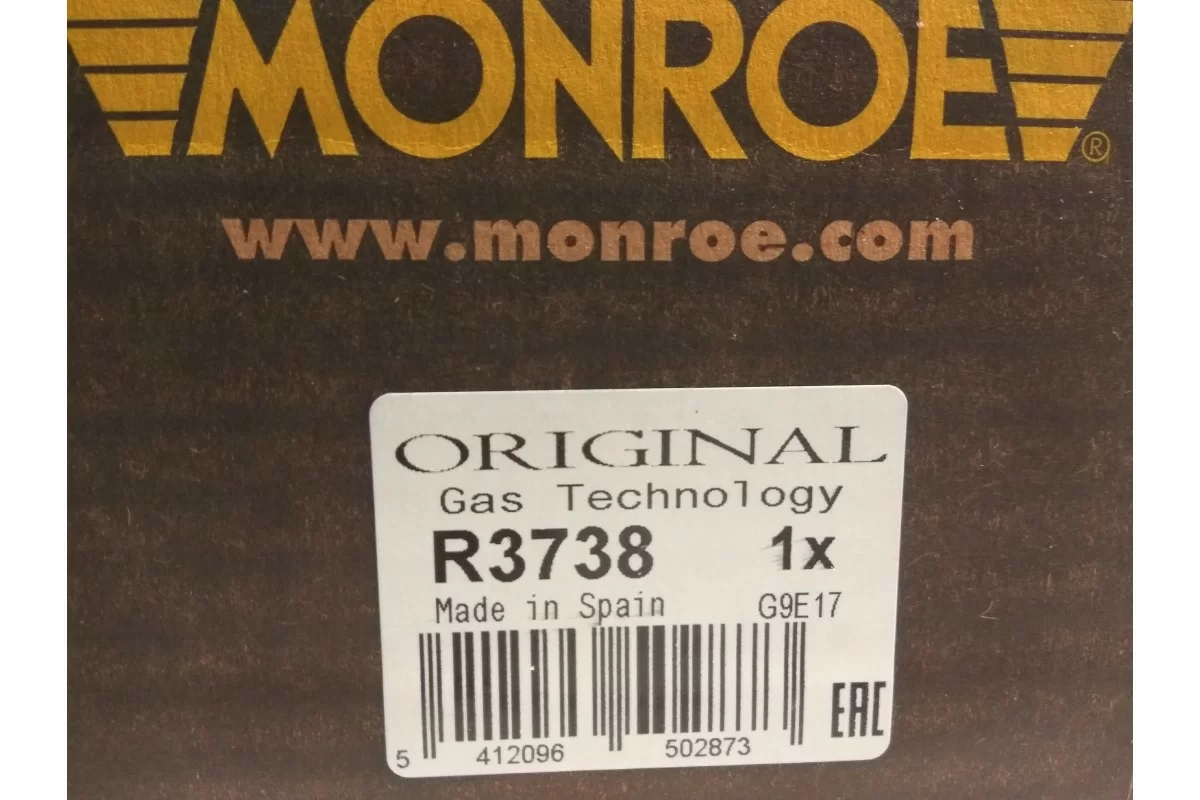 MONROE®
www.monroe.com
ORIGINAL
Gas Technology
R3738 1x
Made in Spain G9E17
EAC
5 412096 502873